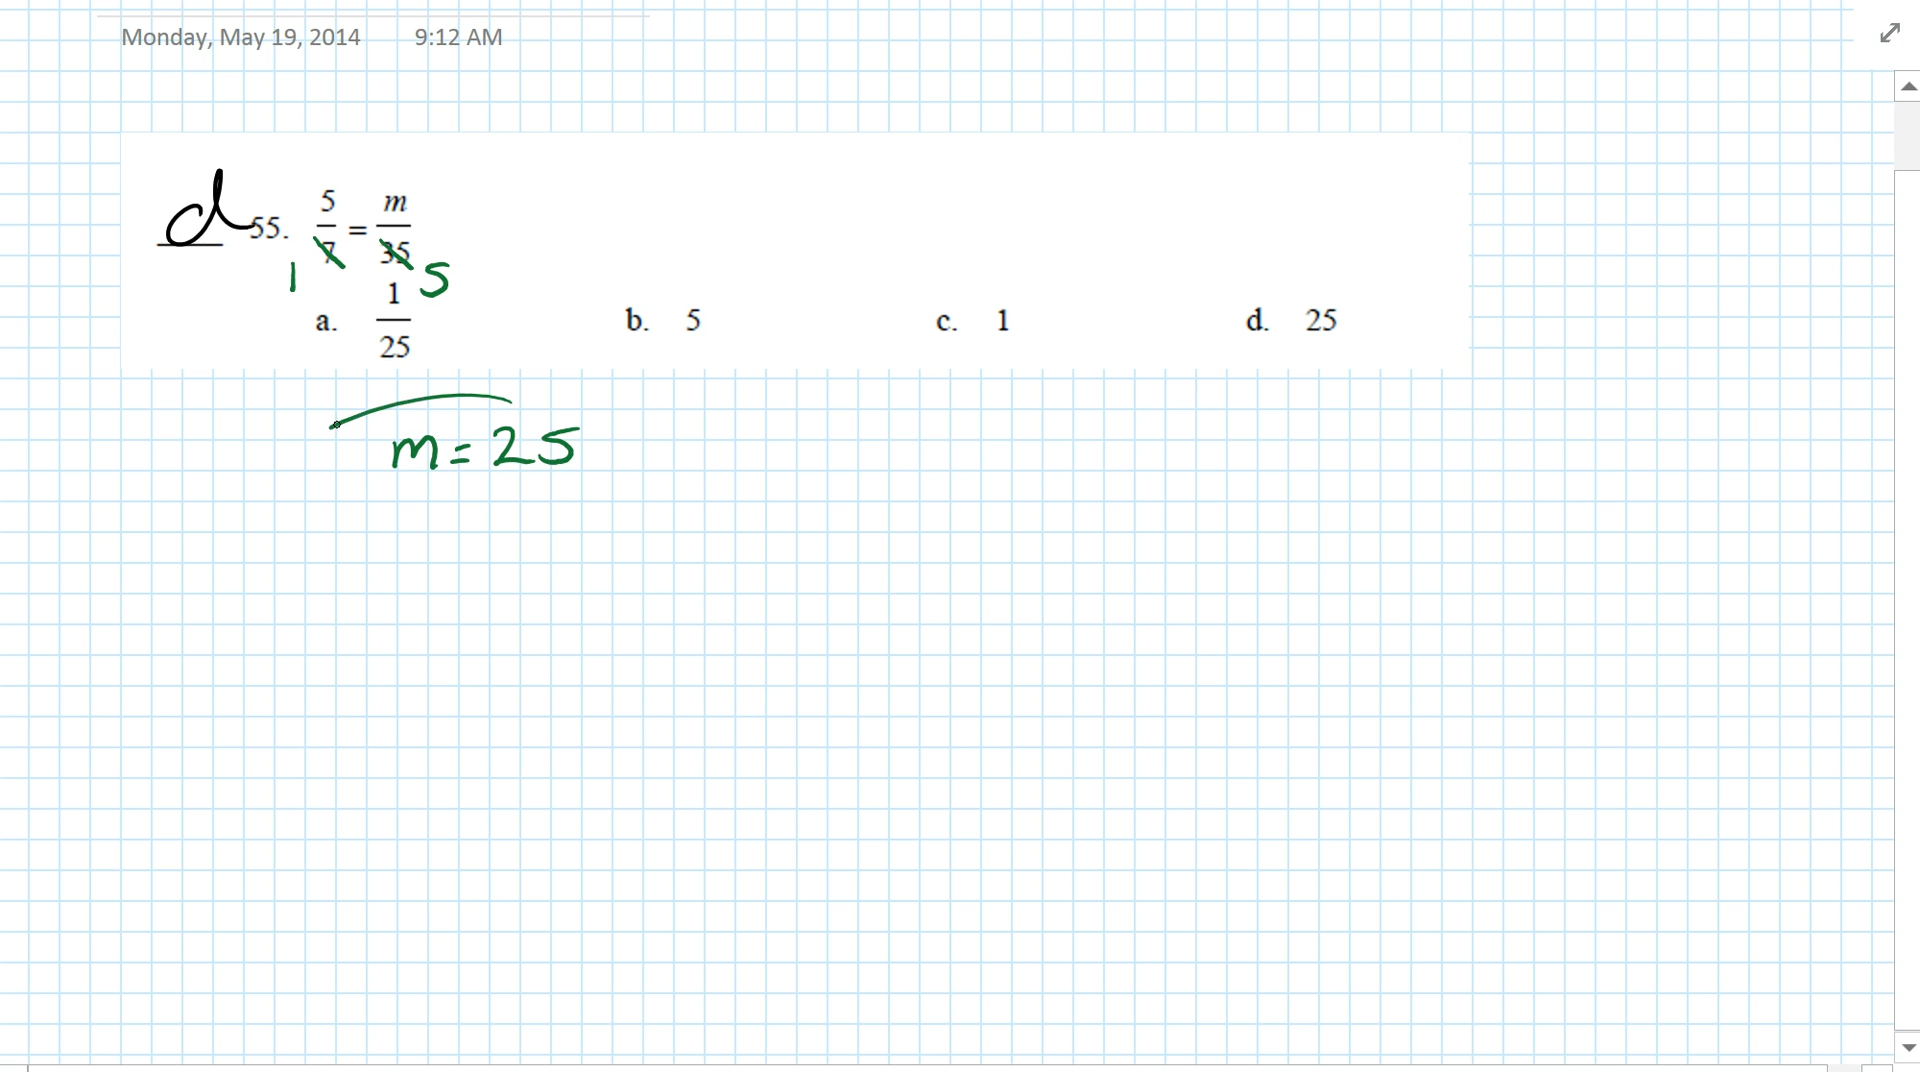 Monday, May 19, 2014 9:12 AM
d 55. 5/7 = m/35
1 5
a. 1/25 b. 5 c. 1 d. 25
m = 25